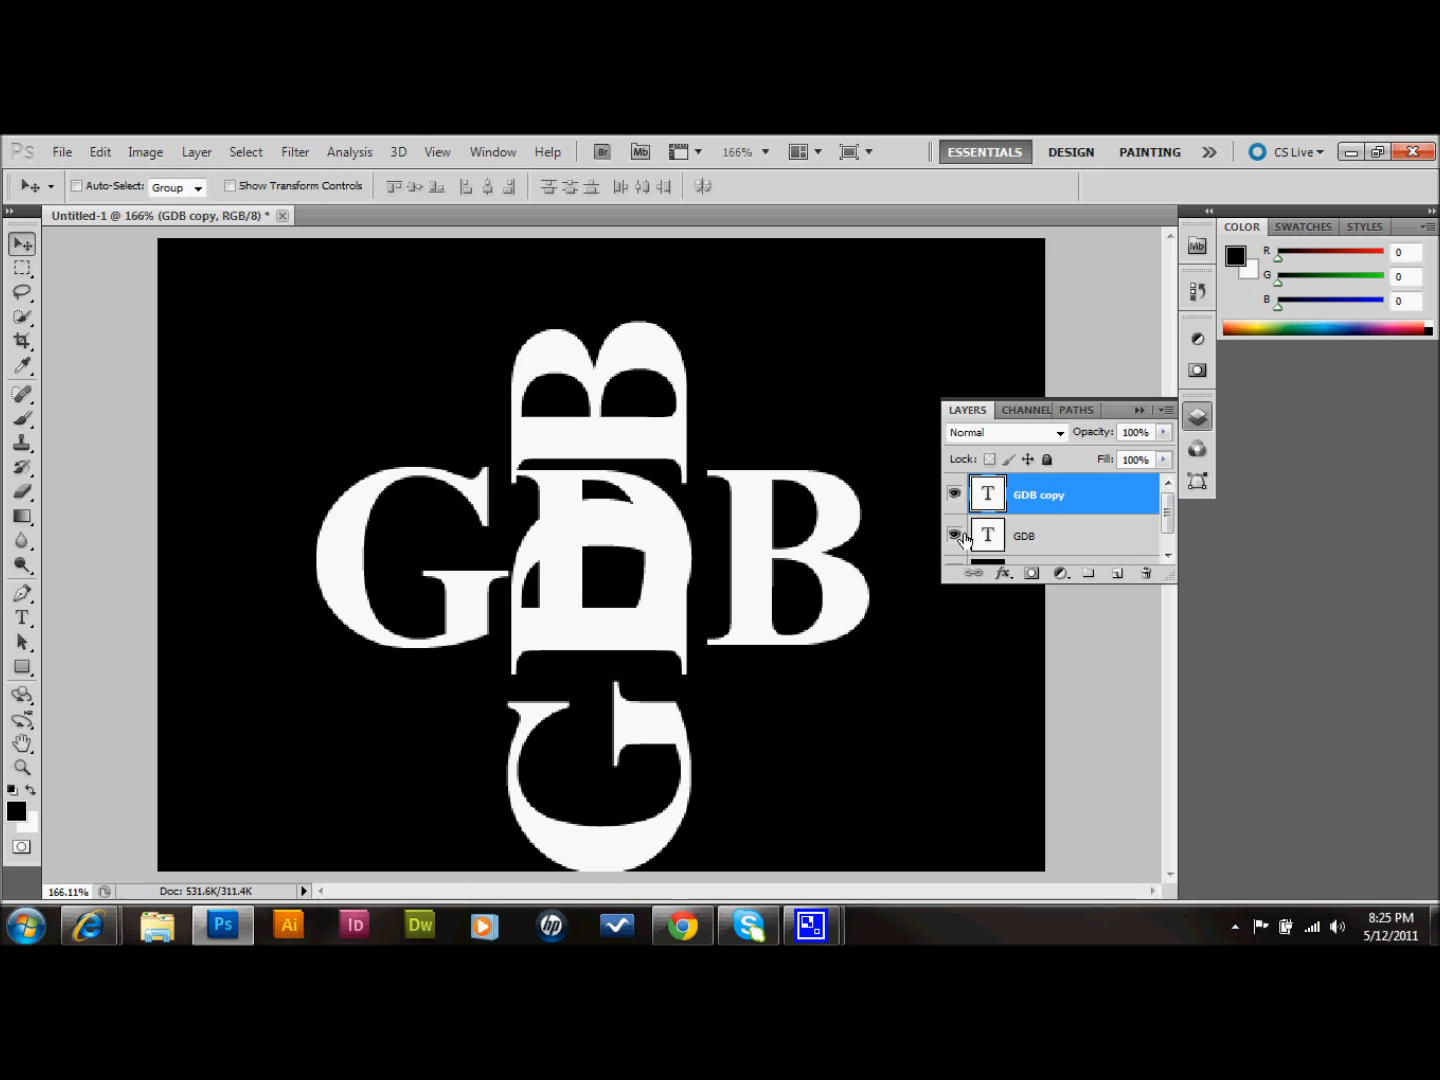 Ps File Edit Image Layer Select Filter Analysis 3D View Window Help Br Mb 166% ESSENTIALS DESIGN PAINTING CS Live
Auto-Select: Group Show Transform Controls
Untitled-1 @ 166% (GDB copy, RGB/8) *
COLOR SWATCHES STYLES
Mb
R 0
G 0
B 0
GDB
GDB
LAYERS CHANNEL PATHS
Normal Opacity: 100%
Lock: Fill: 100%
T GDB copy
T GDB
fx
T
166.11% Doc: 531.6K/311.4K
Ps Ai Id Dw hp
8:25 PM
5/12/2011